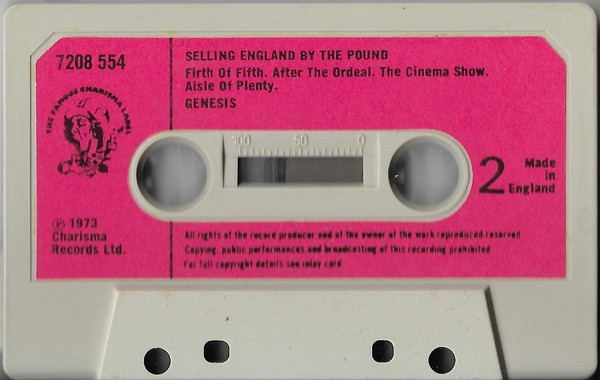 7208 554
SELLING ENGLAND BY THE POUND
Firth Of Fifth. After The Ordeal. The Cinema Show.
Aisle Of Plenty.
GENESIS
THE FAMOUS CHARISMA LABEL
100 50 0
2
Made
in
England
℗ 1973
Charisma
Records Ltd.
All rights of the record producer and of the owner of the work reproduced reserved
Copying, public performances and broadcasting of this recording prohibited
For full copyright details see inlay card